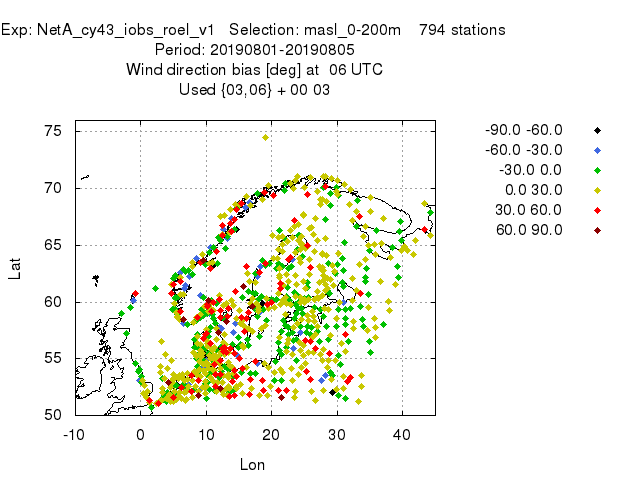 Exp: NetA_cy43_iobs_roel_v1   Selection: masl_0-200m    794 stations
Period: 20190801-20190805
Wind direction bias [deg] at  06 UTC
Used {03,06} + 00 03
75
70
65
60
55
50
Lat
-10 0 10 20 30 40
Lon
-90.0 -60.0
-60.0 -30.0
-30.0 0.0
0.0 30.0
30.0 60.0
60.0 90.0